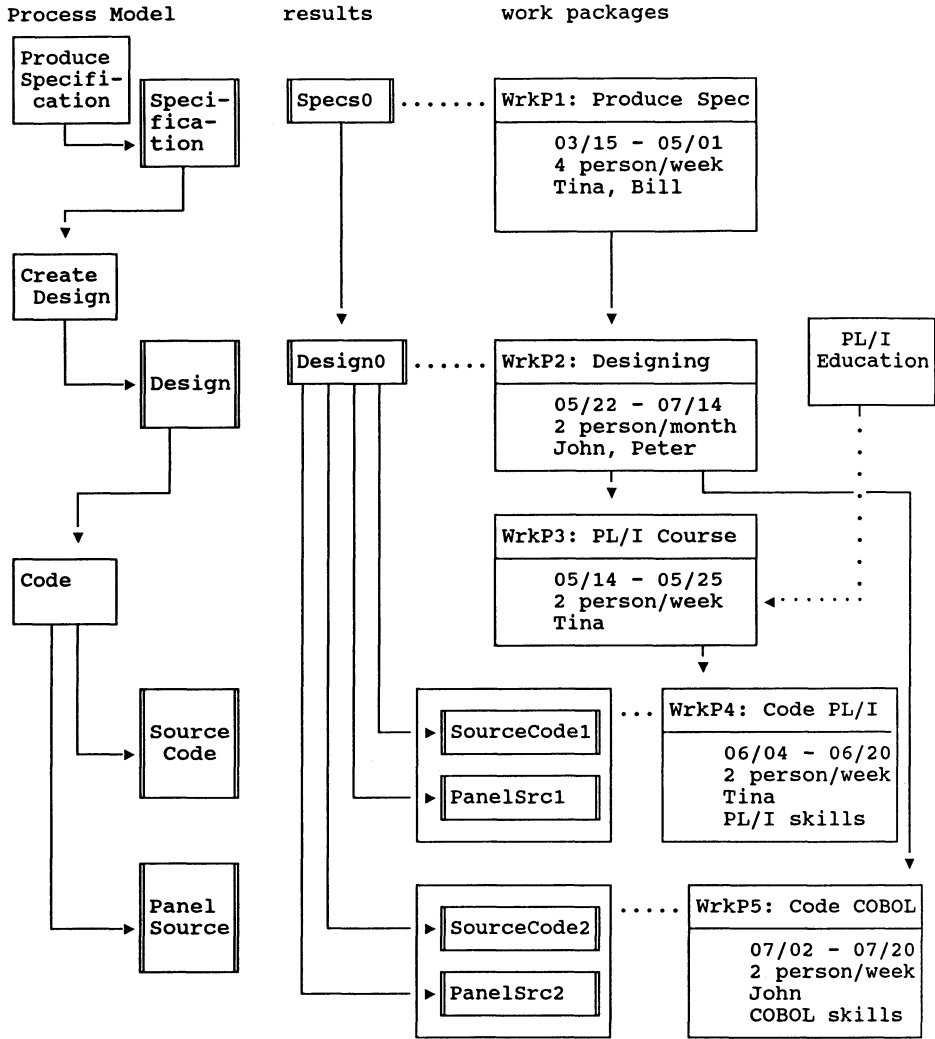 Process Model
results
work packages
Produce
Specifi-
cation
Speci-
fica-
tion
Specs0
WrkP1: Produce Spec
03/15 - 05/01
4 person/week
Tina, Bill
Create
Design
Design
Design0
WrkP2: Designing
05/22 - 07/14
2 person/month
John, Peter
PL/I
Education
WrkP3: PL/I Course
05/14 - 05/25
2 person/week
Tina
Code
Source
Code
SourceCode1
PanelSrc1
WrkP4: Code PL/I
06/04 - 06/20
2 person/week
Tina
PL/I skills
Panel
Source
SourceCode2
PanelSrc2
WrkP5: Code COBOL
07/02 - 07/20
2 person/week
John
COBOL skills